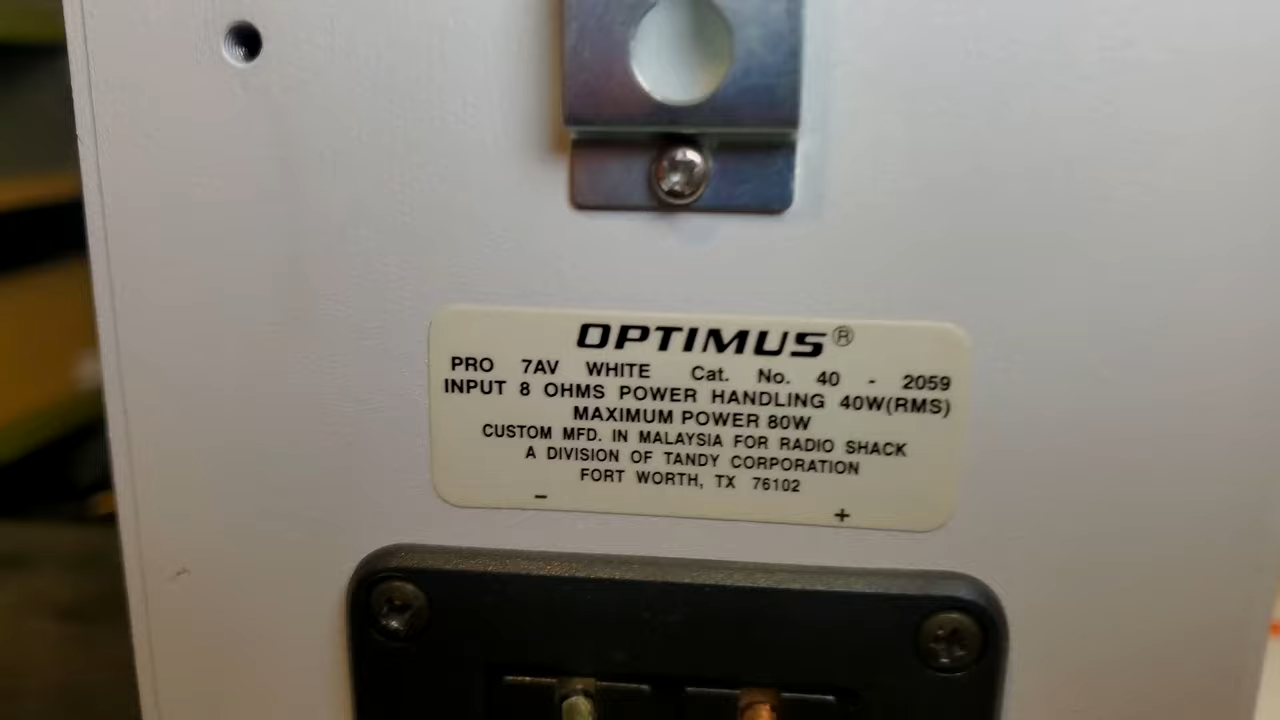 OPTIMUS®
PRO 7AV WHITE Cat. No. 40 - 2059
INPUT 8 OHMS POWER HANDLING 40W(RMS)
MAXIMUM POWER 80W
CUSTOM MFD. IN MALAYSIA FOR RADIO SHACK
A DIVISION OF TANDY CORPORATION
FORT WORTH, TX 76102
- +